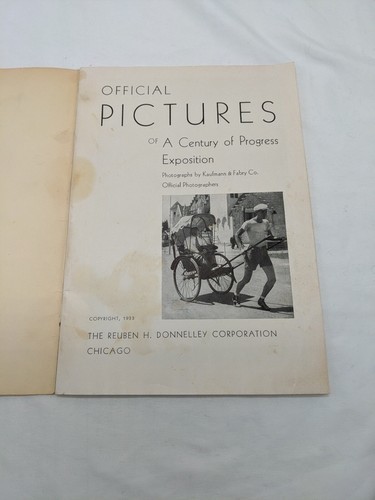 OFFICIAL
PICTURES
OF A Century of Progress
Exposition
Photographs by Kaufmann & Fabry Co.
Official Photographers
COPYRIGHT, 1933
THE REUBEN H. DONNELLEY CORPORATION
CHICAGO